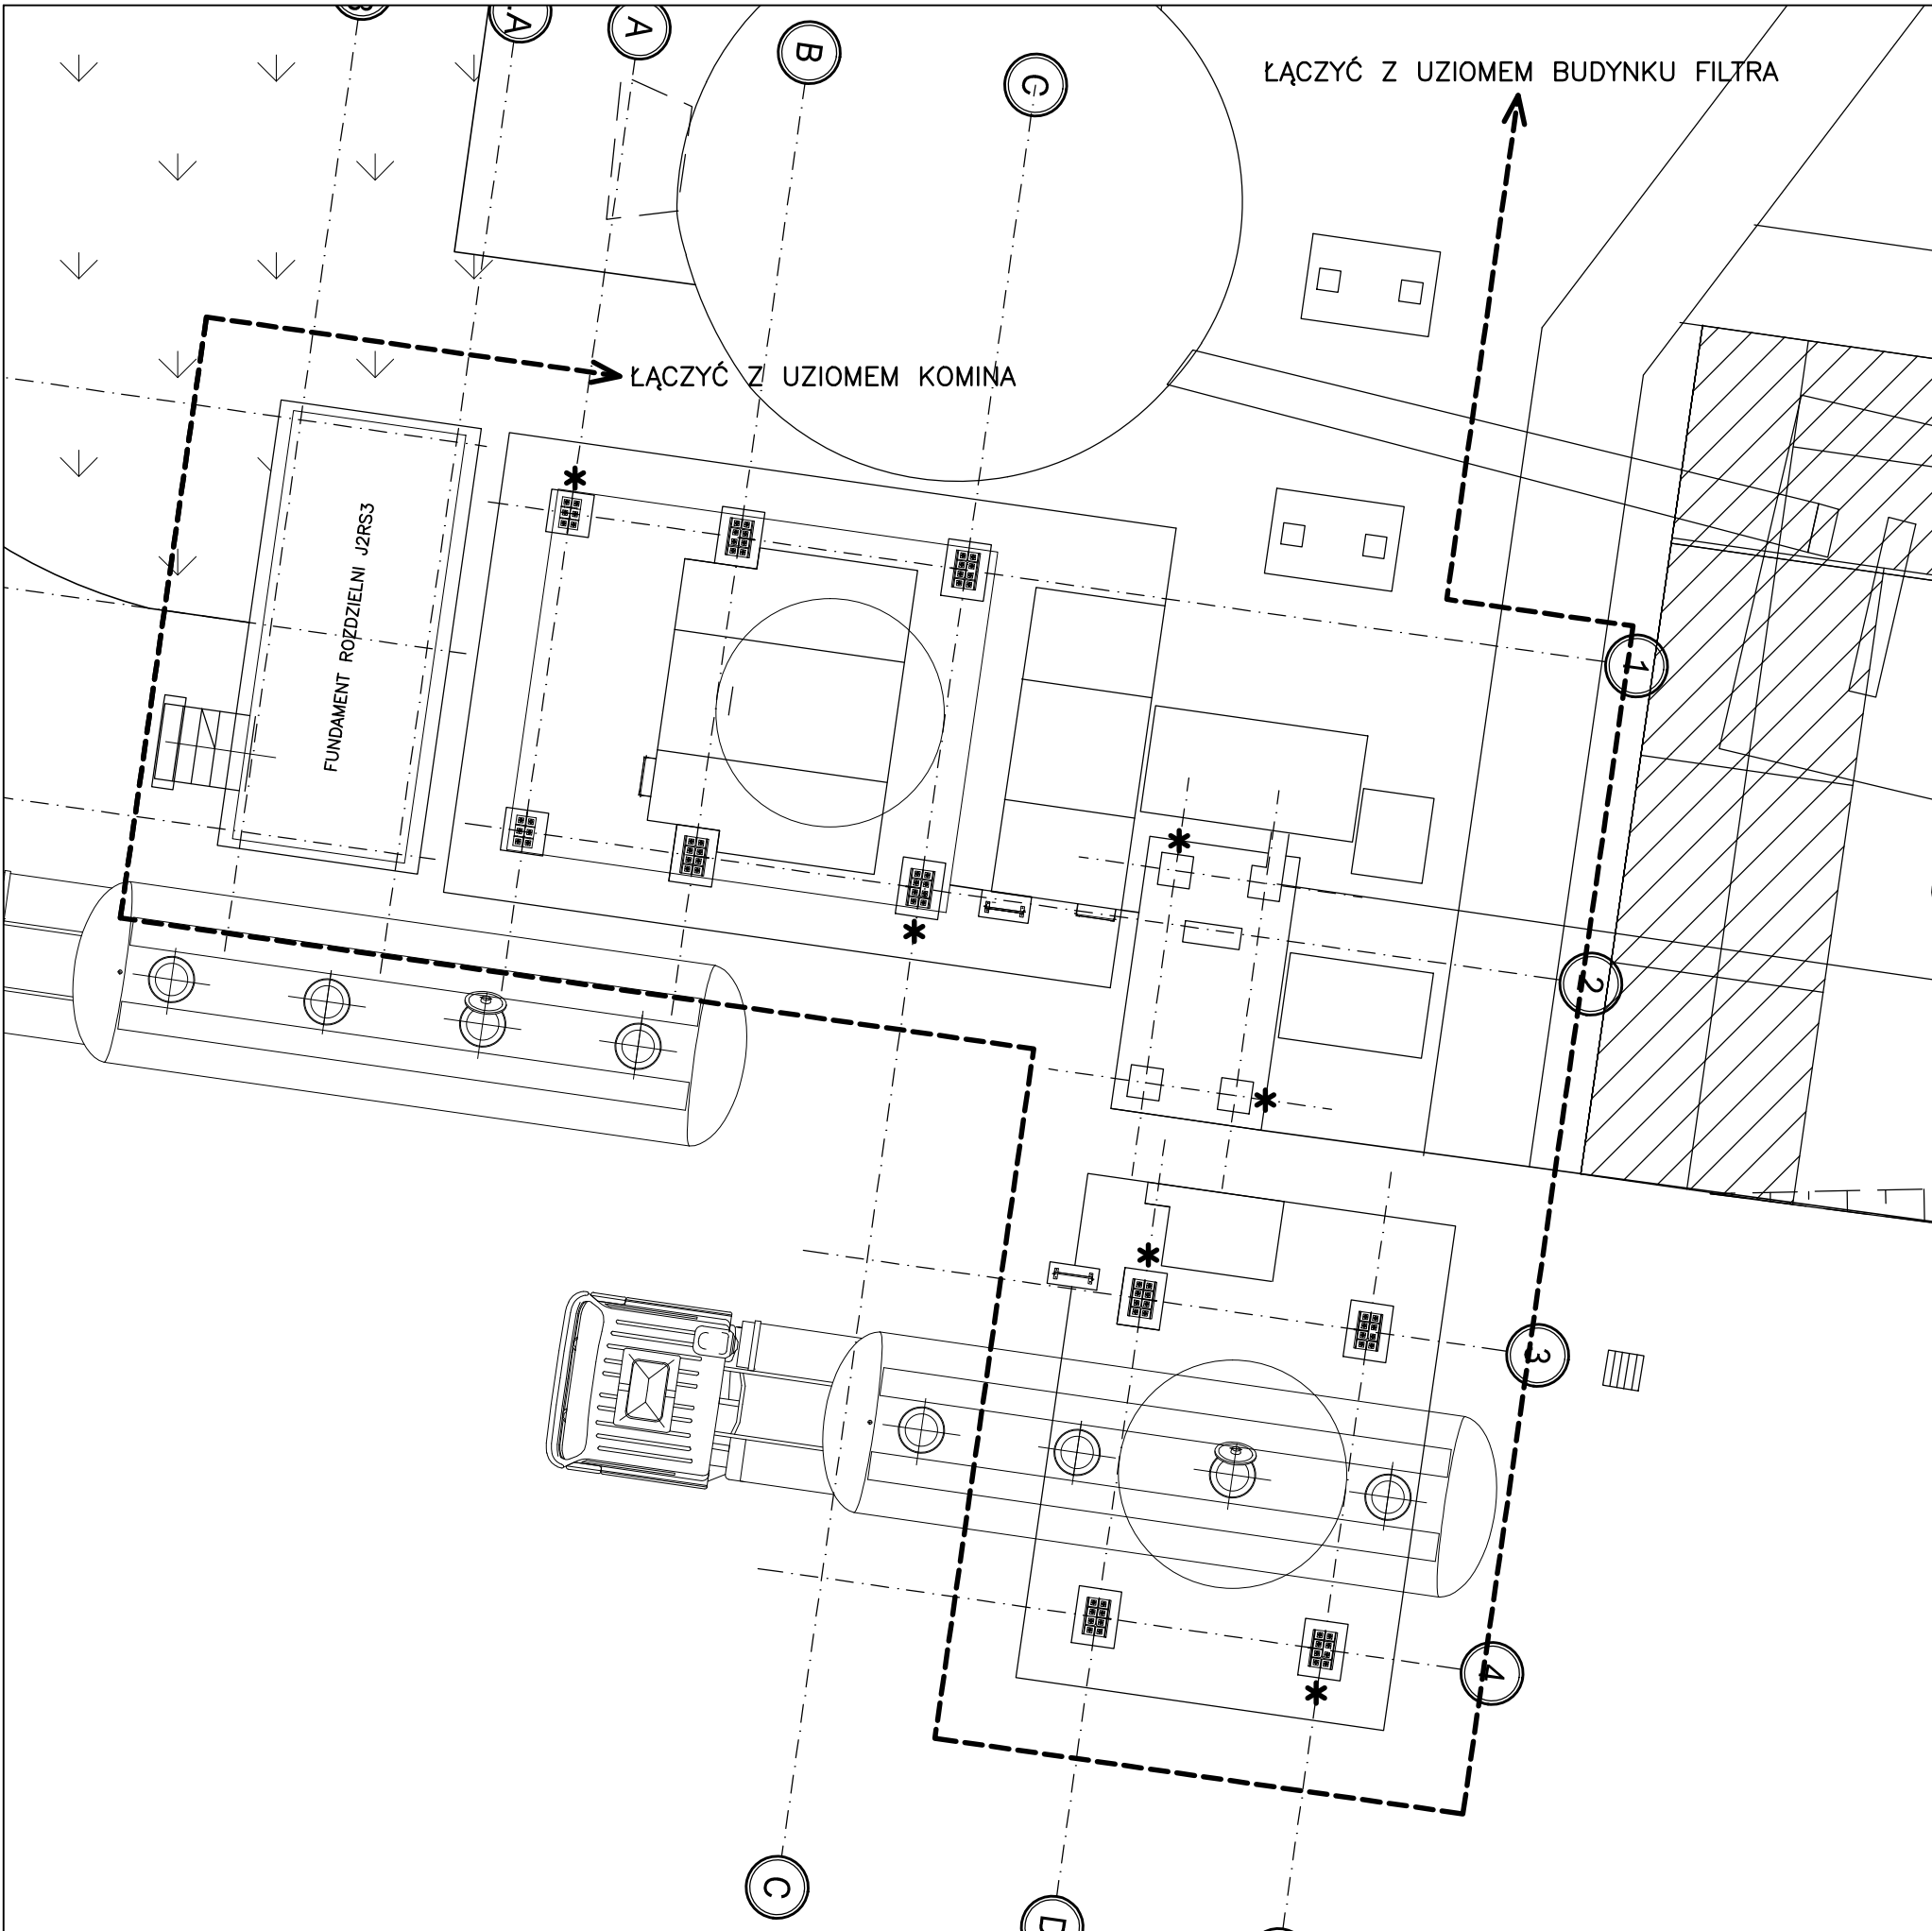 A
A
B
C
ŁĄCZYĆ Z UZIOMEM BUDYNKU FILTRA
ŁĄCZYĆ Z UZIOMEM KOMINA
FUNDAMENT ROZDZIELNI J2RS3
1
2
3
4
C
D